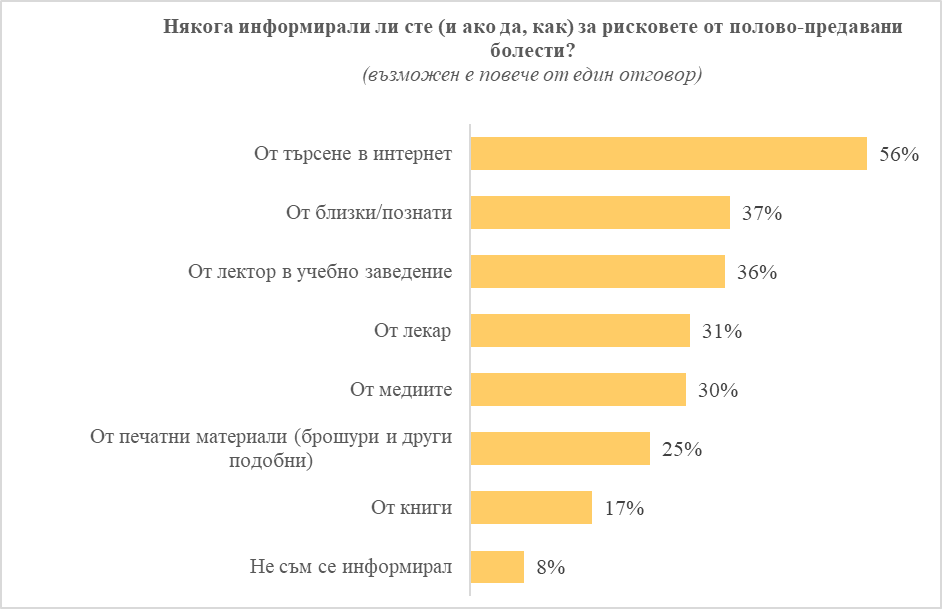 Някога информирали ли сте (и ако да, как) за рисковете от полово-предавани
болести?
(възможен е повече от един отговор)
От търсене в интернет 56%
От близки/познати 37%
От лектор в учебно заведение 36%
От лекар 31%
От медиите 30%
От печатни материали (брошури и други
подобни) 25%
От книги 17%
Не съм се информирал 8%